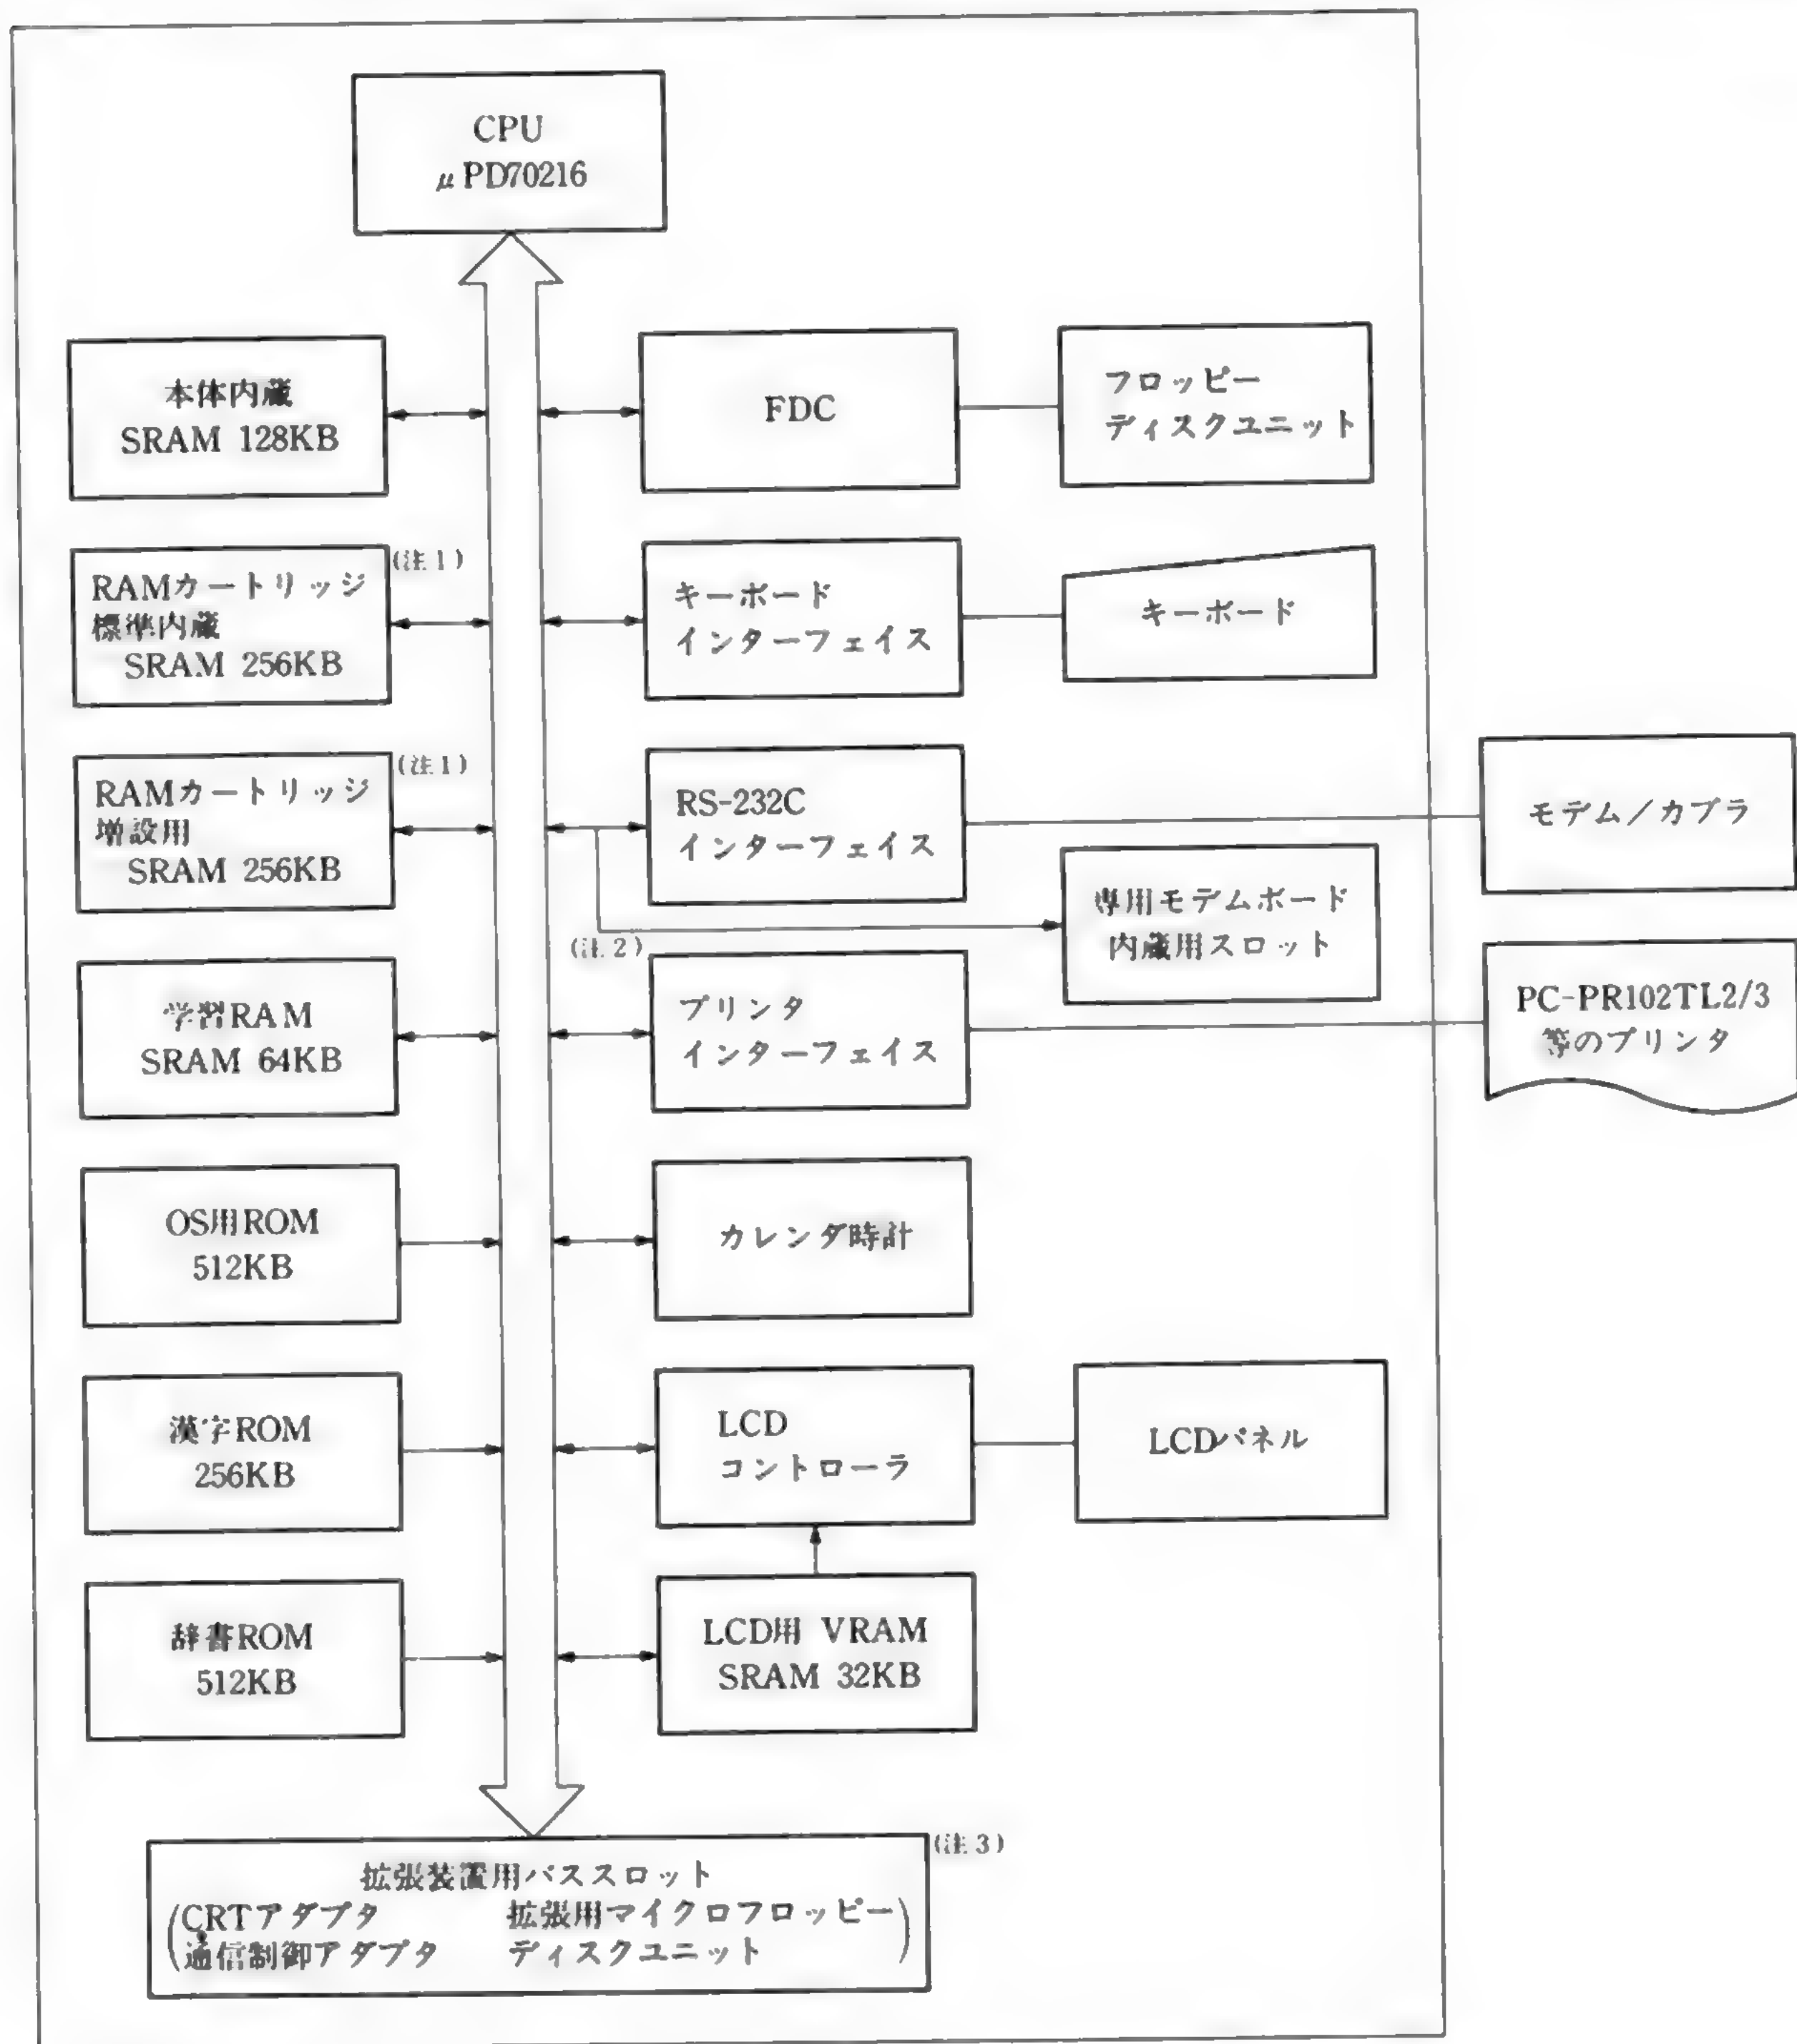 CPU
μPD70216
本体内蔵
SRAM 128KB
FDC
フロッピー
ディスクユニット
(注1)
RAMカートリッジ
標準内蔵
SRAM 256KB
キーボード
インターフェイス
キーボード
(注1)
RAMカートリッジ
増設用
SRAM 256KB
RS-232C
インターフェイス
モデム/カプラ
専用モデムボード
内蔵用スロット
(注2)
学習RAM
SRAM 64KB
プリンタ
インターフェイス
PC-PR102TL2/3
等のプリンタ
OS用ROM
512KB
カレンダ時計
漢字ROM
256KB
LCD
コントローラ
LCDパネル
辞書ROM
512KB
LCD用 VRAM
SRAM 32KB
(注3)
拡張装置用バススロット
(CRTアダプタ 拡張用マイクロフロッピー
通信制御アダプタ ディスクユニット)